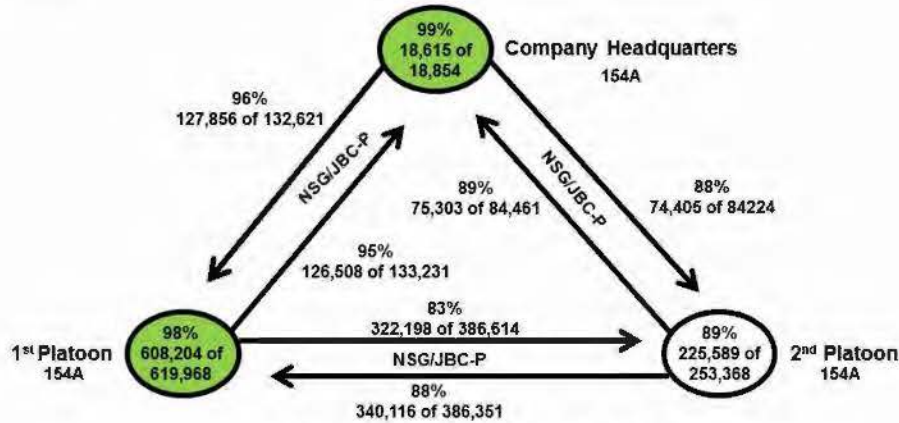 99%
18,615 of
18,854
Company Headquarters
154A
96%
127,856 of 132,621
NSG/JBC-P
95%
126,508 of 133,231
89%
75,303 of 84,461
NSG/JBC-P
88%
74,405 of 84224
83%
322,198 of 386,614
NSG/JBC-P
88%
340,116 of 386,351
1st Platoon
154A
98%
608,204 of
619,968
89%
225,589 of
253,368
2nd Platoon
154A